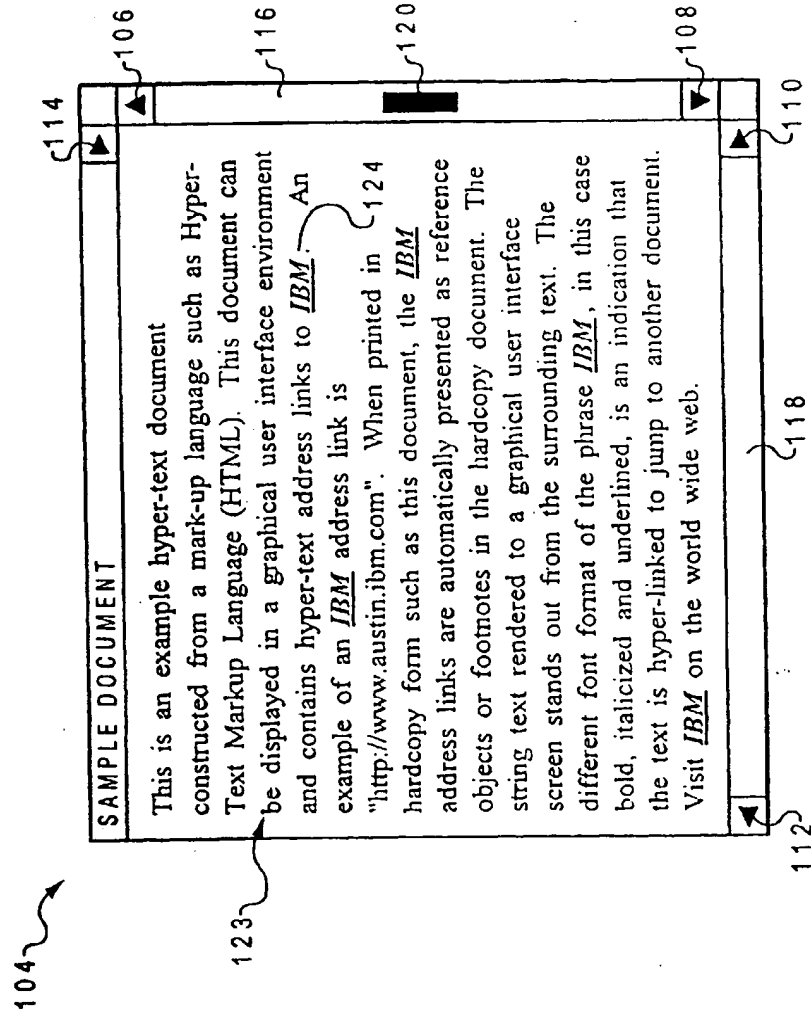 104
114
106
SAMPLE DOCUMENT
116
120
108
110
123
This is an example hyper-text document
constructed from a mark-up language such as Hyper-
Text Markup Language (HTML). This document can
be displayed in a graphical user interface environment
and contains hyper-text address links to IBM. An
example of an IBM address link is
124
"http://www.austin.ibm.com". When printed in
hardcopy form such as this document, the IBM
address links are automatically presented as reference
objects or footnotes in the hardcopy document. The
string text rendered to a graphical user interface
screen stands out from the surrounding text. The
different font format of the phrase IBM, in this case
bold, italicized and underlined, is an indication that
the text is hyper-linked to jump to another document.
Visit IBM on the world wide web.
112
118